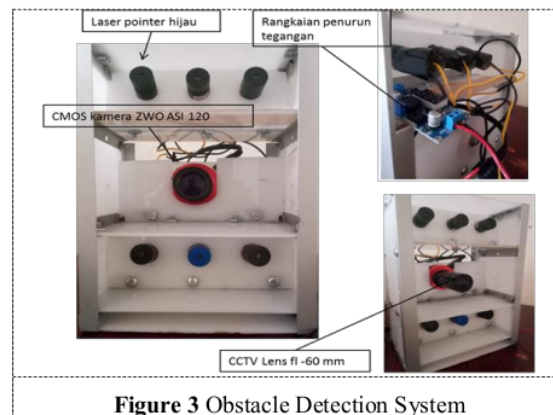 Laser pointer hijau
Rangkaian penurun
tegangan
CMOS kamera ZWO ASI 120
CCTV Lens fl -60 mm
Figure 3 Obstacle Detection System